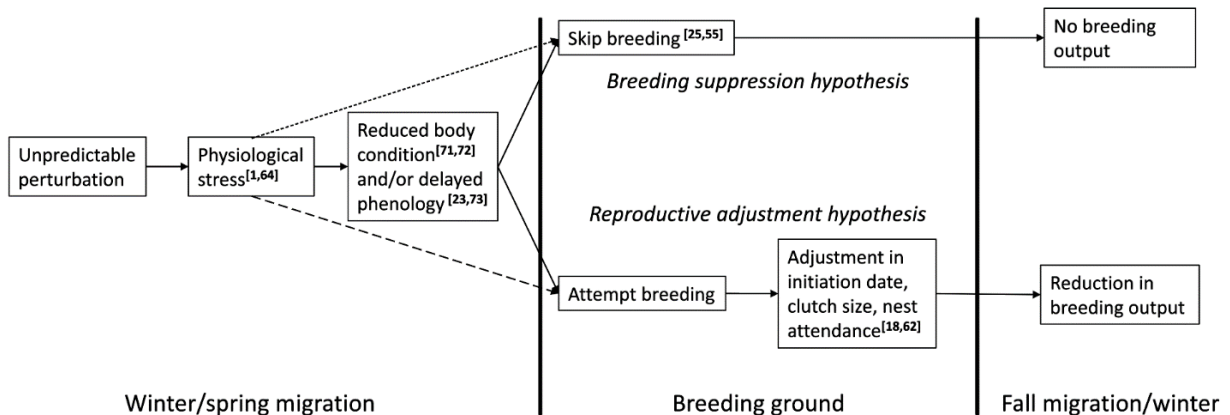 Skip breeding [25,55]
No breeding
output
Breeding suppression hypothesis
Unpredictable
perturbation
Physiological
stress[1,64]
Reduced body
condition[71,72]
and/or delayed
phenology [23,73]
Reproductive adjustment hypothesis
Attempt breeding
Adjustment in
initiation date,
clutch size, nest
attendance[18,62]
Reduction in
breeding output
Winter/spring migration
Breeding ground
Fall migration/winter